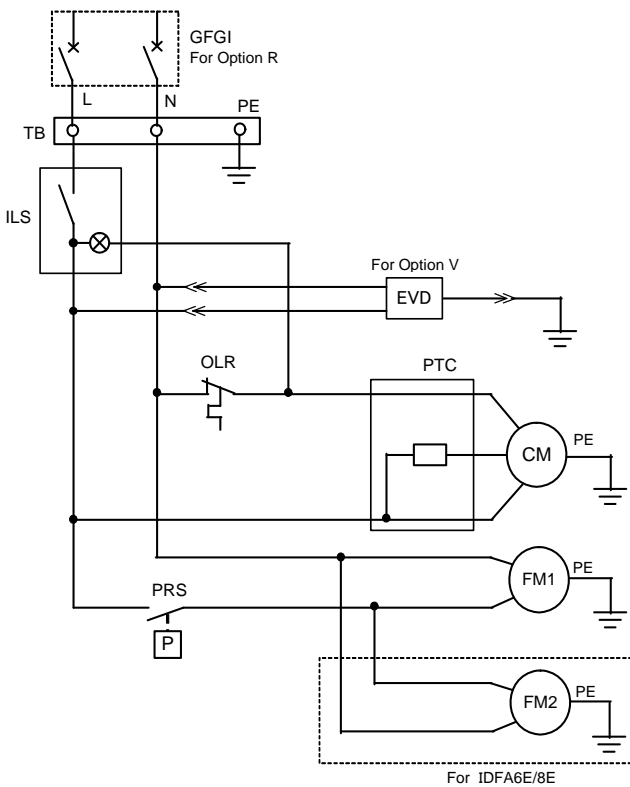 GFGI
For Option R
L
N
PE
TB
ILS
For Option V
EVD
OLR
PTC
PE
CM
PE
FM1
PRS
P
PE
FM2
For IDFA6E/8E